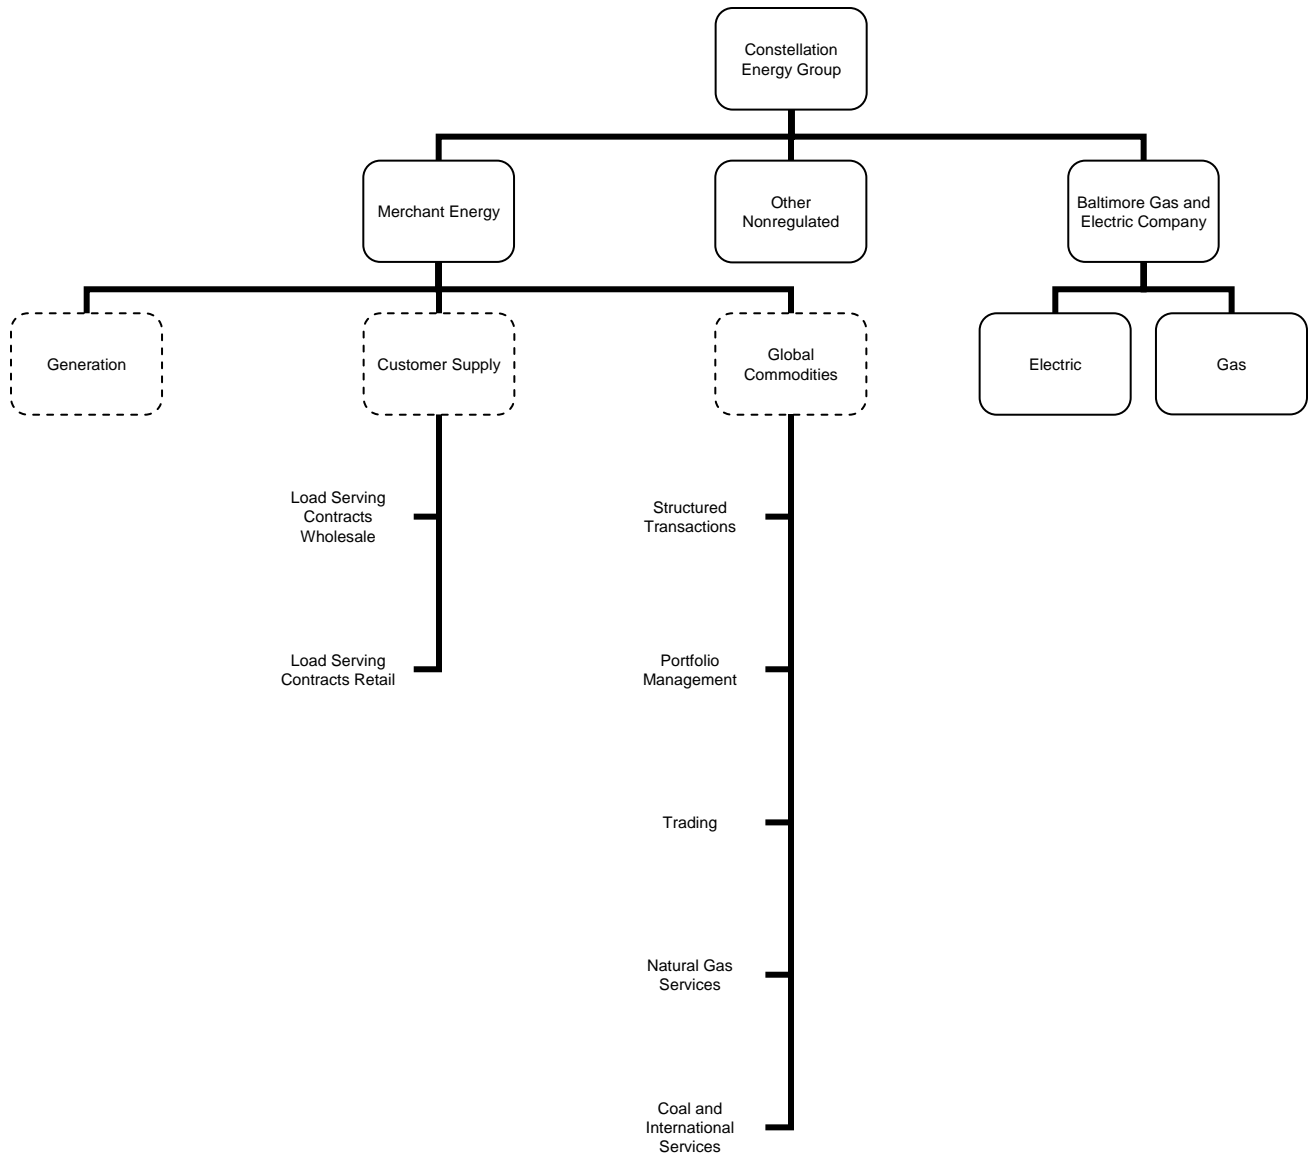 Constellation
Energy Group
Merchant Energy
Other
Nonregulated
Baltimore Gas and
Electric Company
Generation
Customer Supply
Global
Commodities
Electric
Gas
Load Serving
Contracts
Wholesale
Structured
Transactions
Load Serving
Contracts Retail
Portfolio
Management
Trading
Natural Gas
Services
Coal and
International
Services